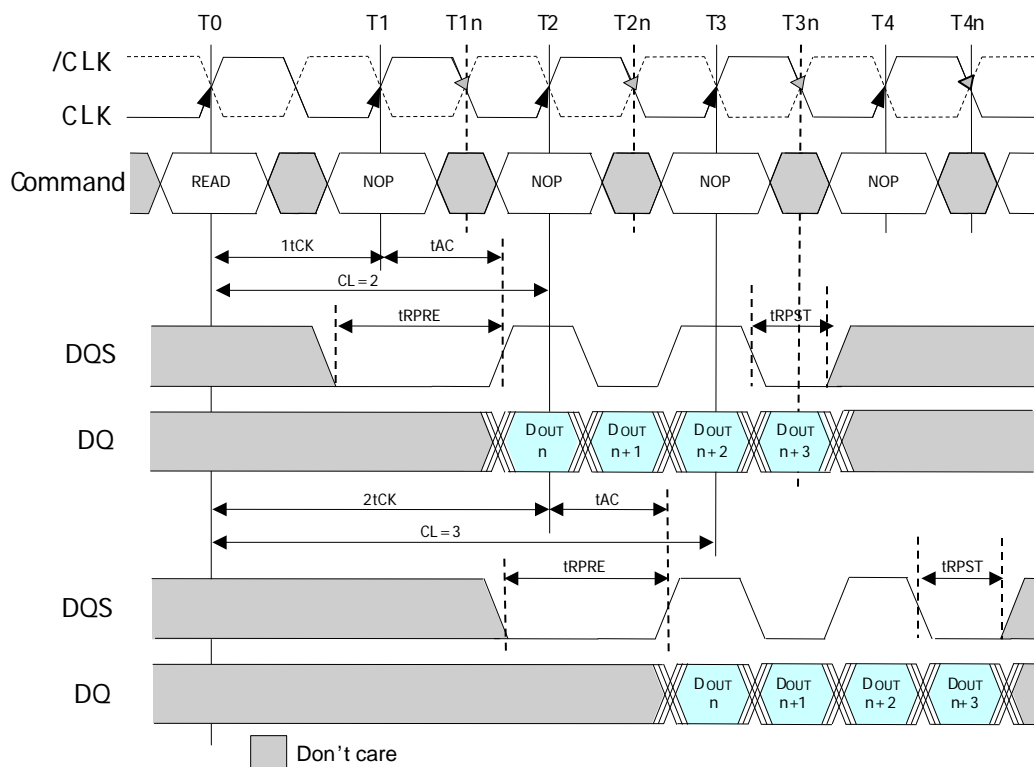 T0 T1 T1n T2 T2n T3 T3n T4 T4n
/CLK
CLK
Command READ NOP NOP NOP NOP
1tCK tAC
CL = 2
tRPRE tRPST
DQS
DQ DOUT n DOUT n+1 DOUT n+2 DOUT n+3
2tCK tAC
CL = 3
tRPRE tRPST
DQS
DQ DOUT n DOUT n+1 DOUT n+2 DOUT n+3
Don't care